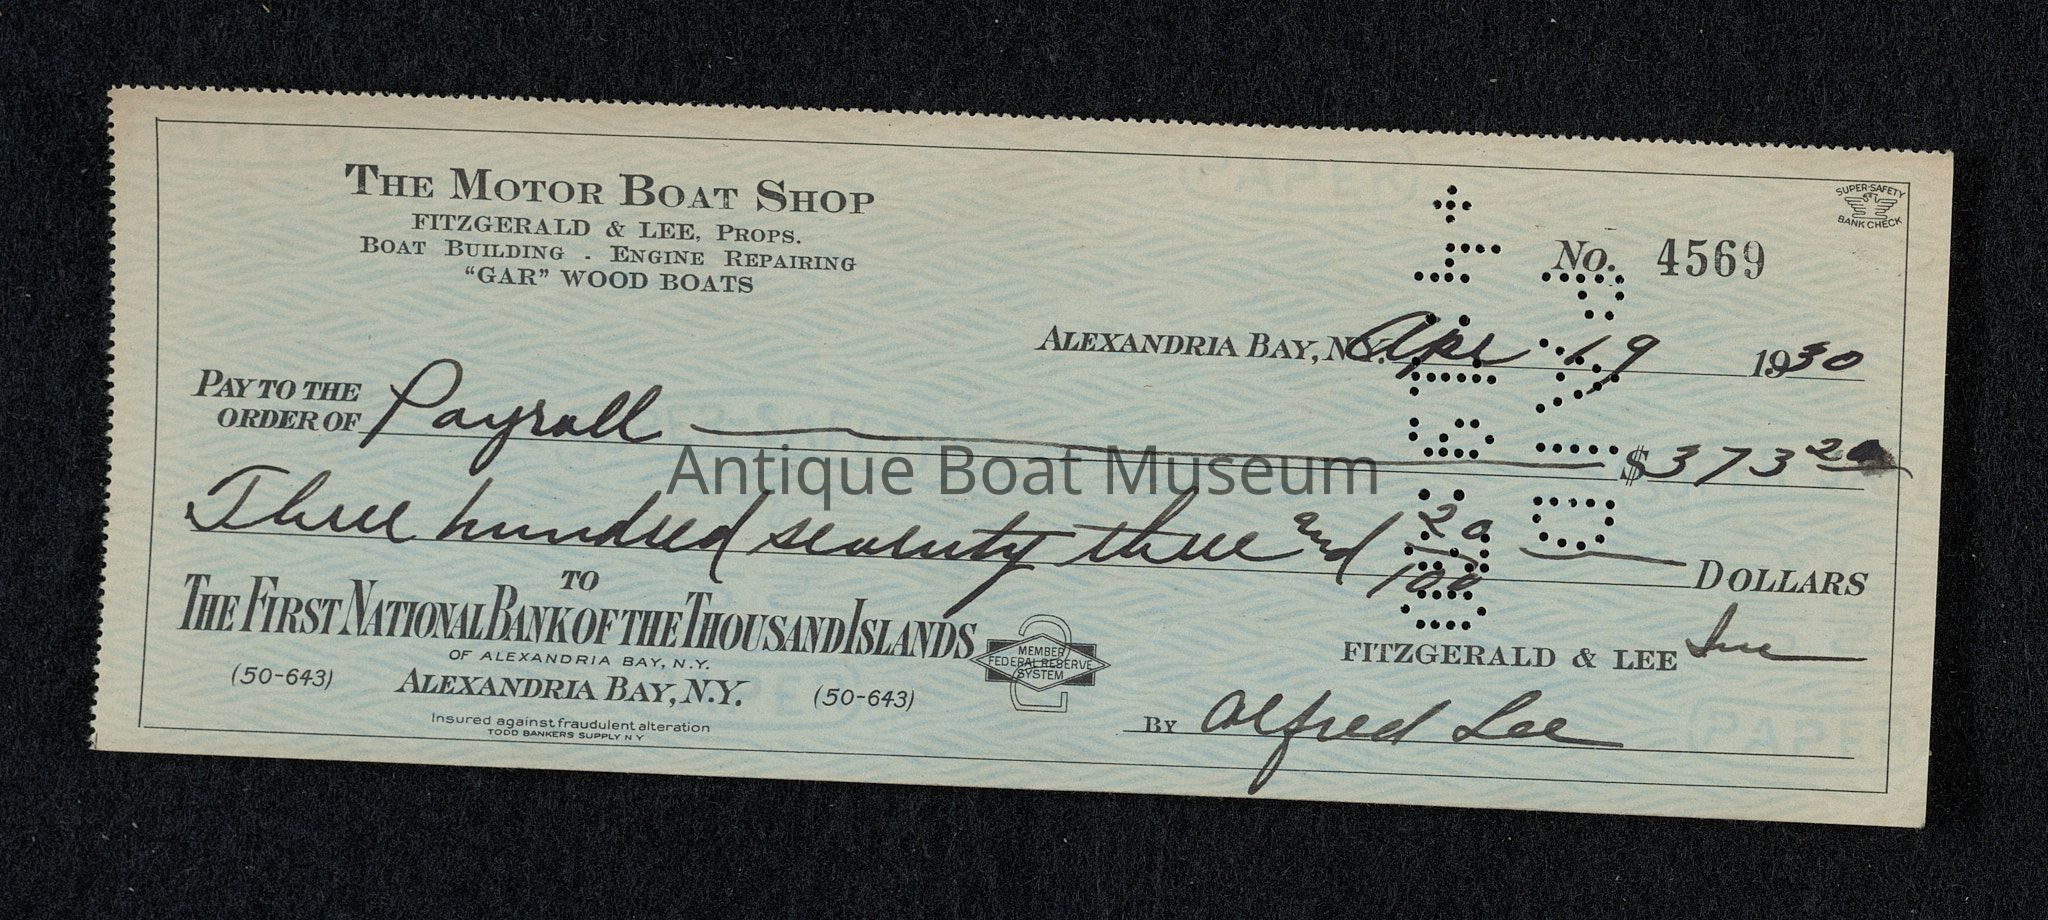 THE MOTOR BOAT SHOP
FITZGERALD & LEE, PROPS.
BOAT BUILDING - ENGINE REPAIRING
"GAR" WOOD BOATS
SUPER-SAFETY
BANK CHECK
No. 4569
ALEXANDRIA BAY, N.Y. Apr 19 1930
PAY TO THE
ORDER OF Payroll $373 20
Antique Boat Museum
Three hundred seventy three and 20/100 DOLLARS
TO
THE FIRST NATIONAL BANK OF THE THOUSAND ISLANDS
OF ALEXANDRIA BAY, N.Y.
(50-643) ALEXANDRIA BAY, N.Y. (50-643)
Insured against fraudulent alteration
TODD BANKERS SUPPLY N Y
2
MEMBER
FEDERAL RESERVE
SYSTEM
FITZGERALD & LEE Inc
BY Alfred Lee
PAPER